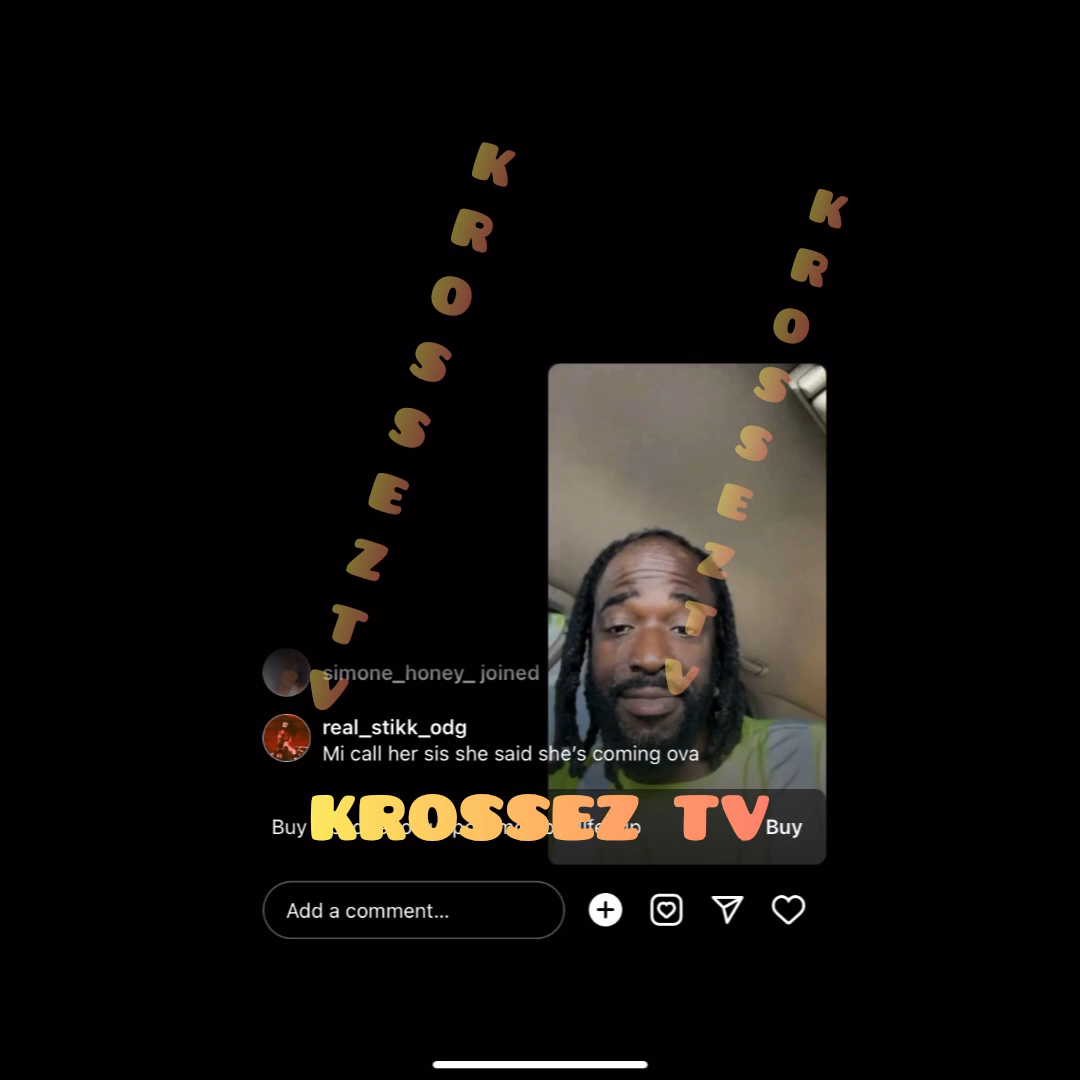 KROSSEZ TV
KROSSEZ TV
simone_honey_ joined
real_stikk_odg
Mi call her sis she said she’s coming ova
Buy
KROSSEZ TV
Buy
Add a comment...